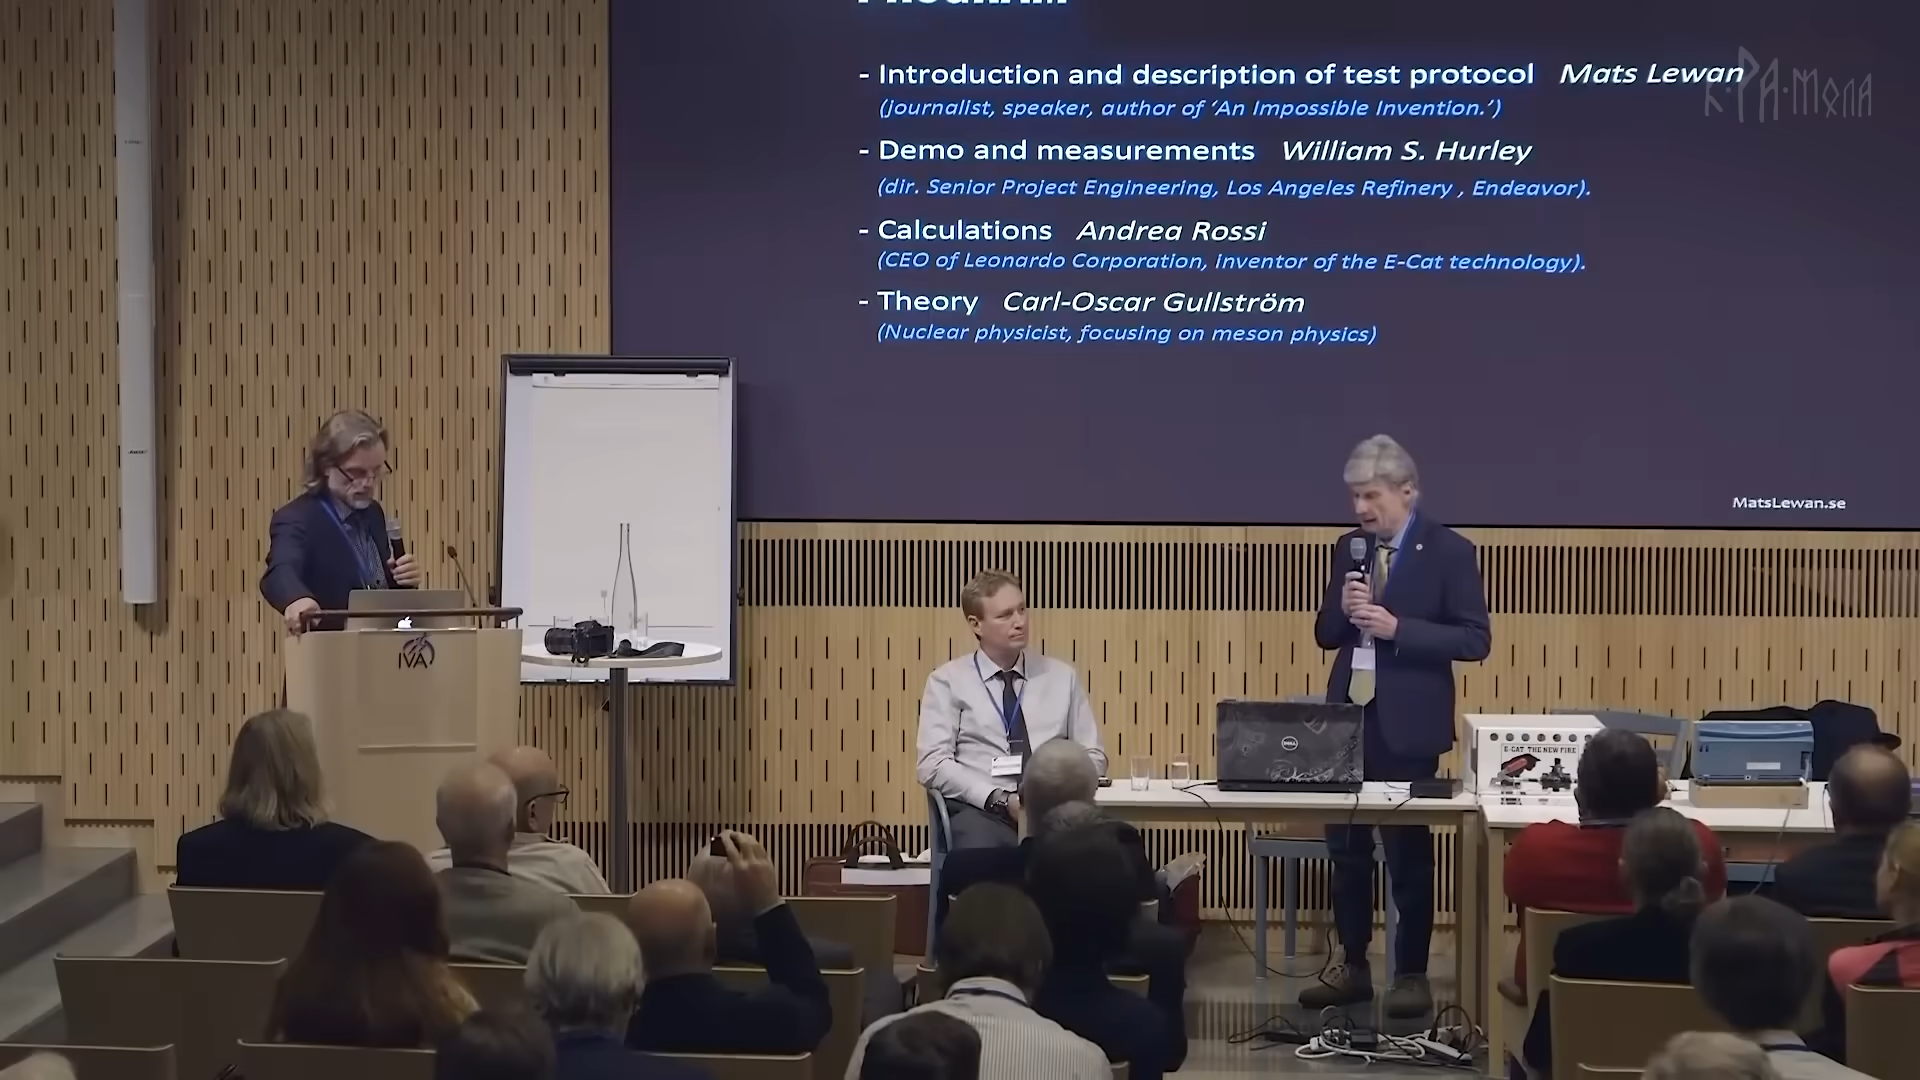 - Introduction and description of test protocol Mats Lewan
(journalist, speaker, author of ‘An Impossible Invention.’)
- Demo and measurements William S. Hurley
(dir. Senior Project Engineering, Los Angeles Refinery , Endeavor).
- Calculations Andrea Rossi
(CEO of Leonardo Corporation, inventor of the E-Cat technology).
- Theory Carl-Oscar Gullström
(Nuclear physicist, focusing on meson physics)
MatsLewan.se
IVA
DELL
E-CAT THE NEW FIRE